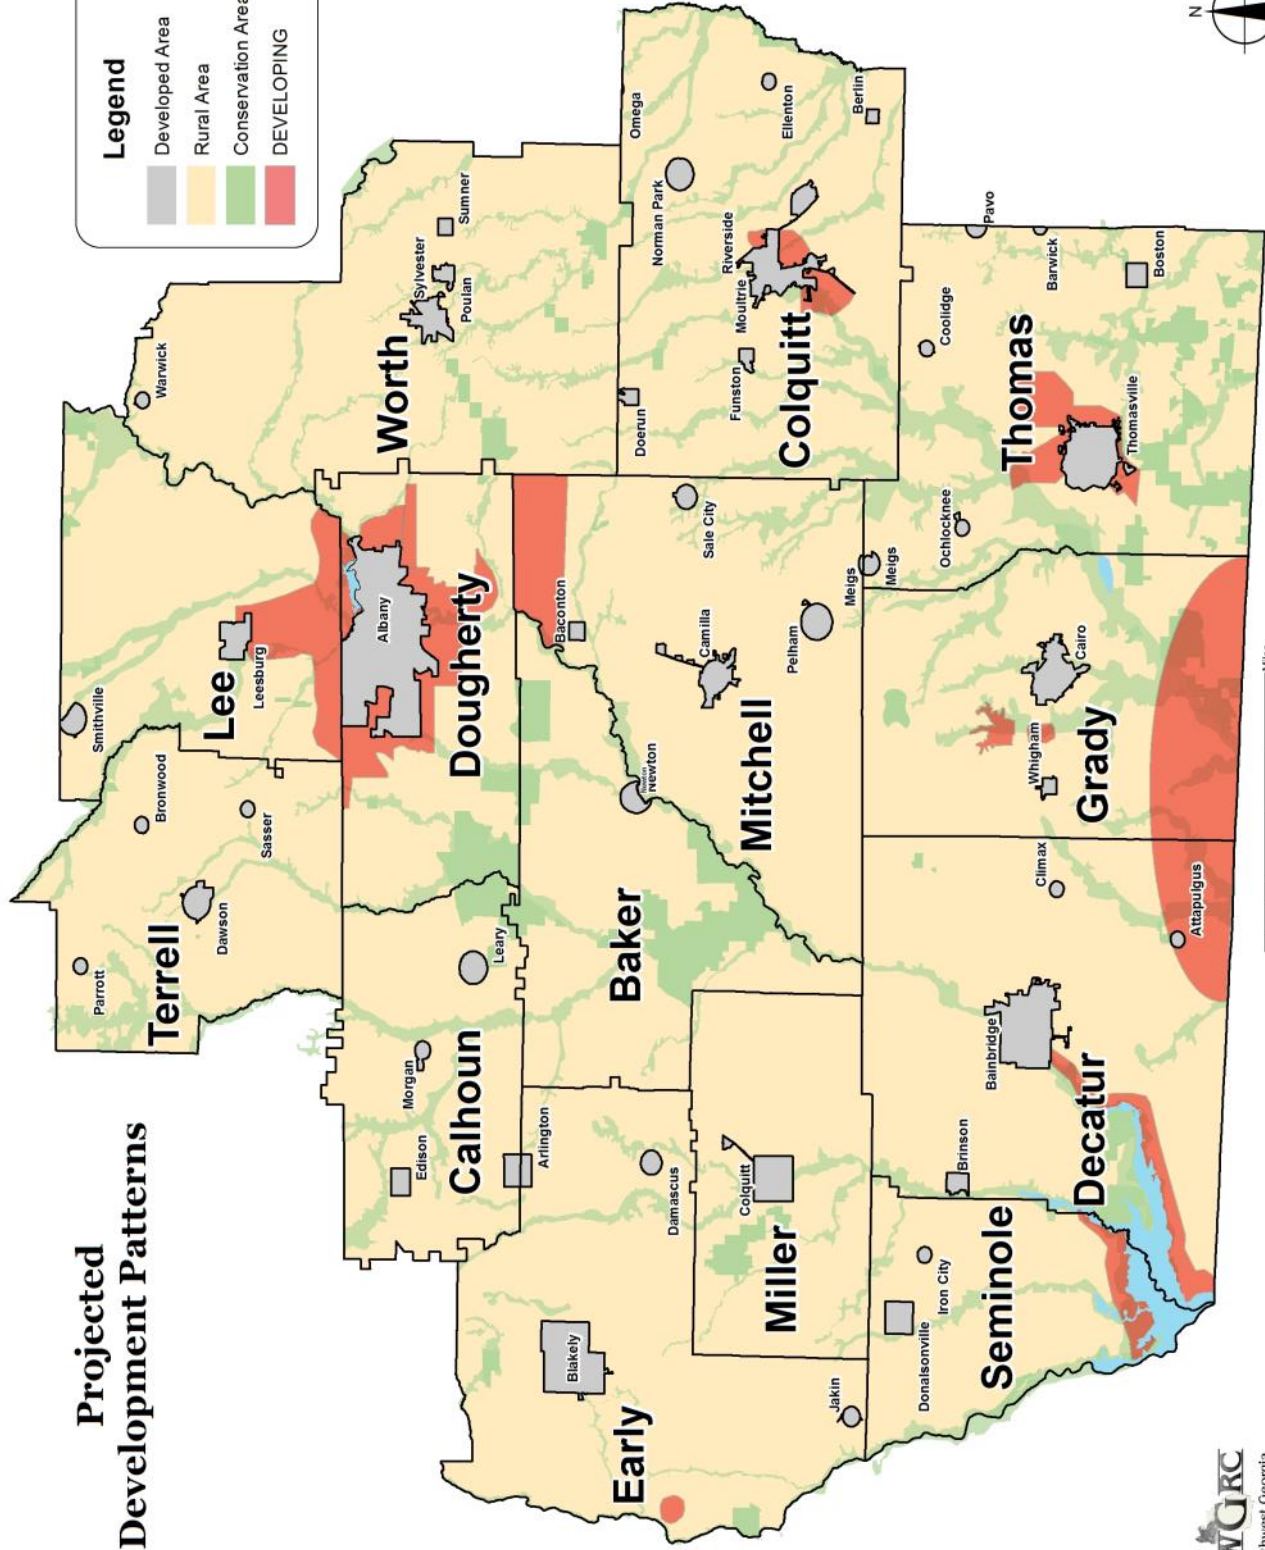 Projected
Development Patterns
Legend
Developed Area
Rural Area
Conservation Area
DEVELOPING
N
Smithville
Parrott
Bronwood
Warwick
Terrell
Dawson
Sasser
Lee
Leesburg
Albany
Worth
Sylvester
Sumner
Poulan
Edison
Morgan
Calhoun
Leary
Dougherty
Arlington
Blakely
Early
Damascus
Baker
Newton
Newton
Baconton
Doerun
Omega
Norman Park
Ellenton
Berlin
Riverside
Moultrie
Funston
Colquitt
Sale City
Camilla
Pelham
Mitchell
Meigs
Meigs
Colquitt
Miller
Jakin
Donalsonville
Iron City
Seminole
Brinson
Bainbridge
Decatur
Climax
Attapulgus
Whigham
Cairo
Grady
Ochlocknee
Coolidge
Pavo
Barwick
Boston
Thomas
Thomasville
GRC